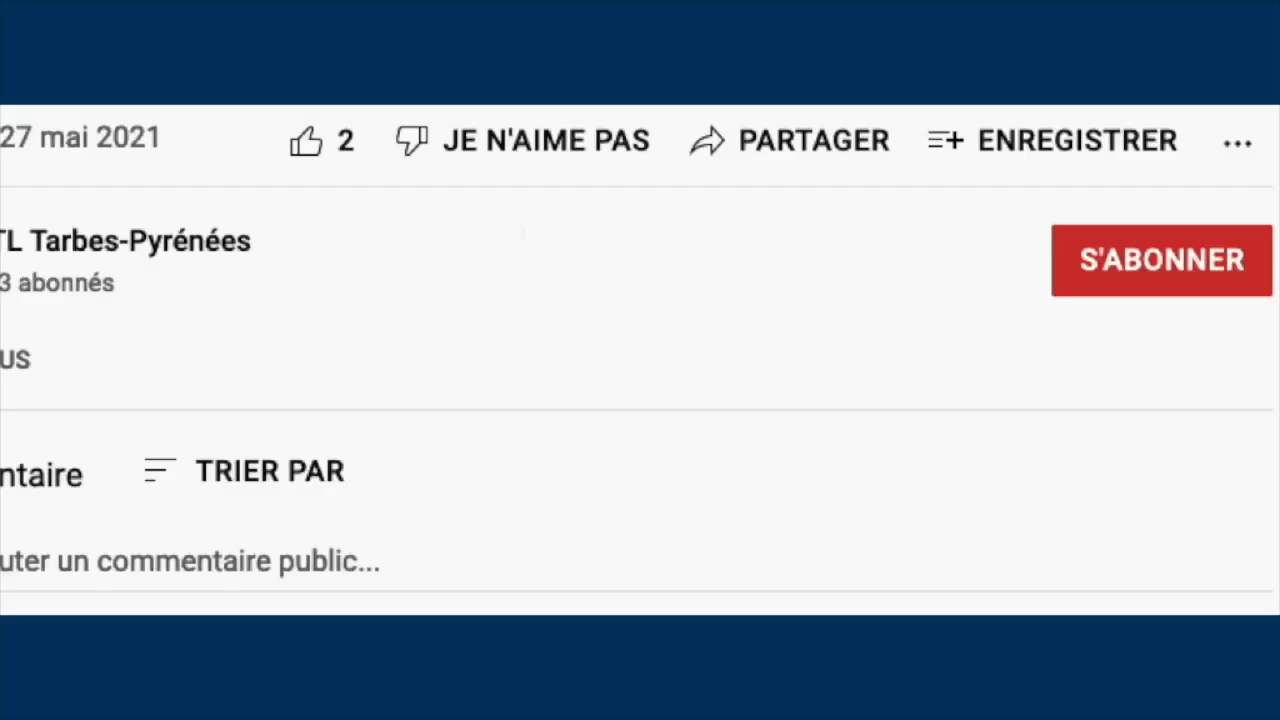 27 mai 2021 2 JE N'AIME PAS PARTAGER ENREGISTRER ...
TL Tarbes-Pyrénées
3 abonnés
S'ABONNER
us
ntaire TRIER PAR
uter un commentaire public...